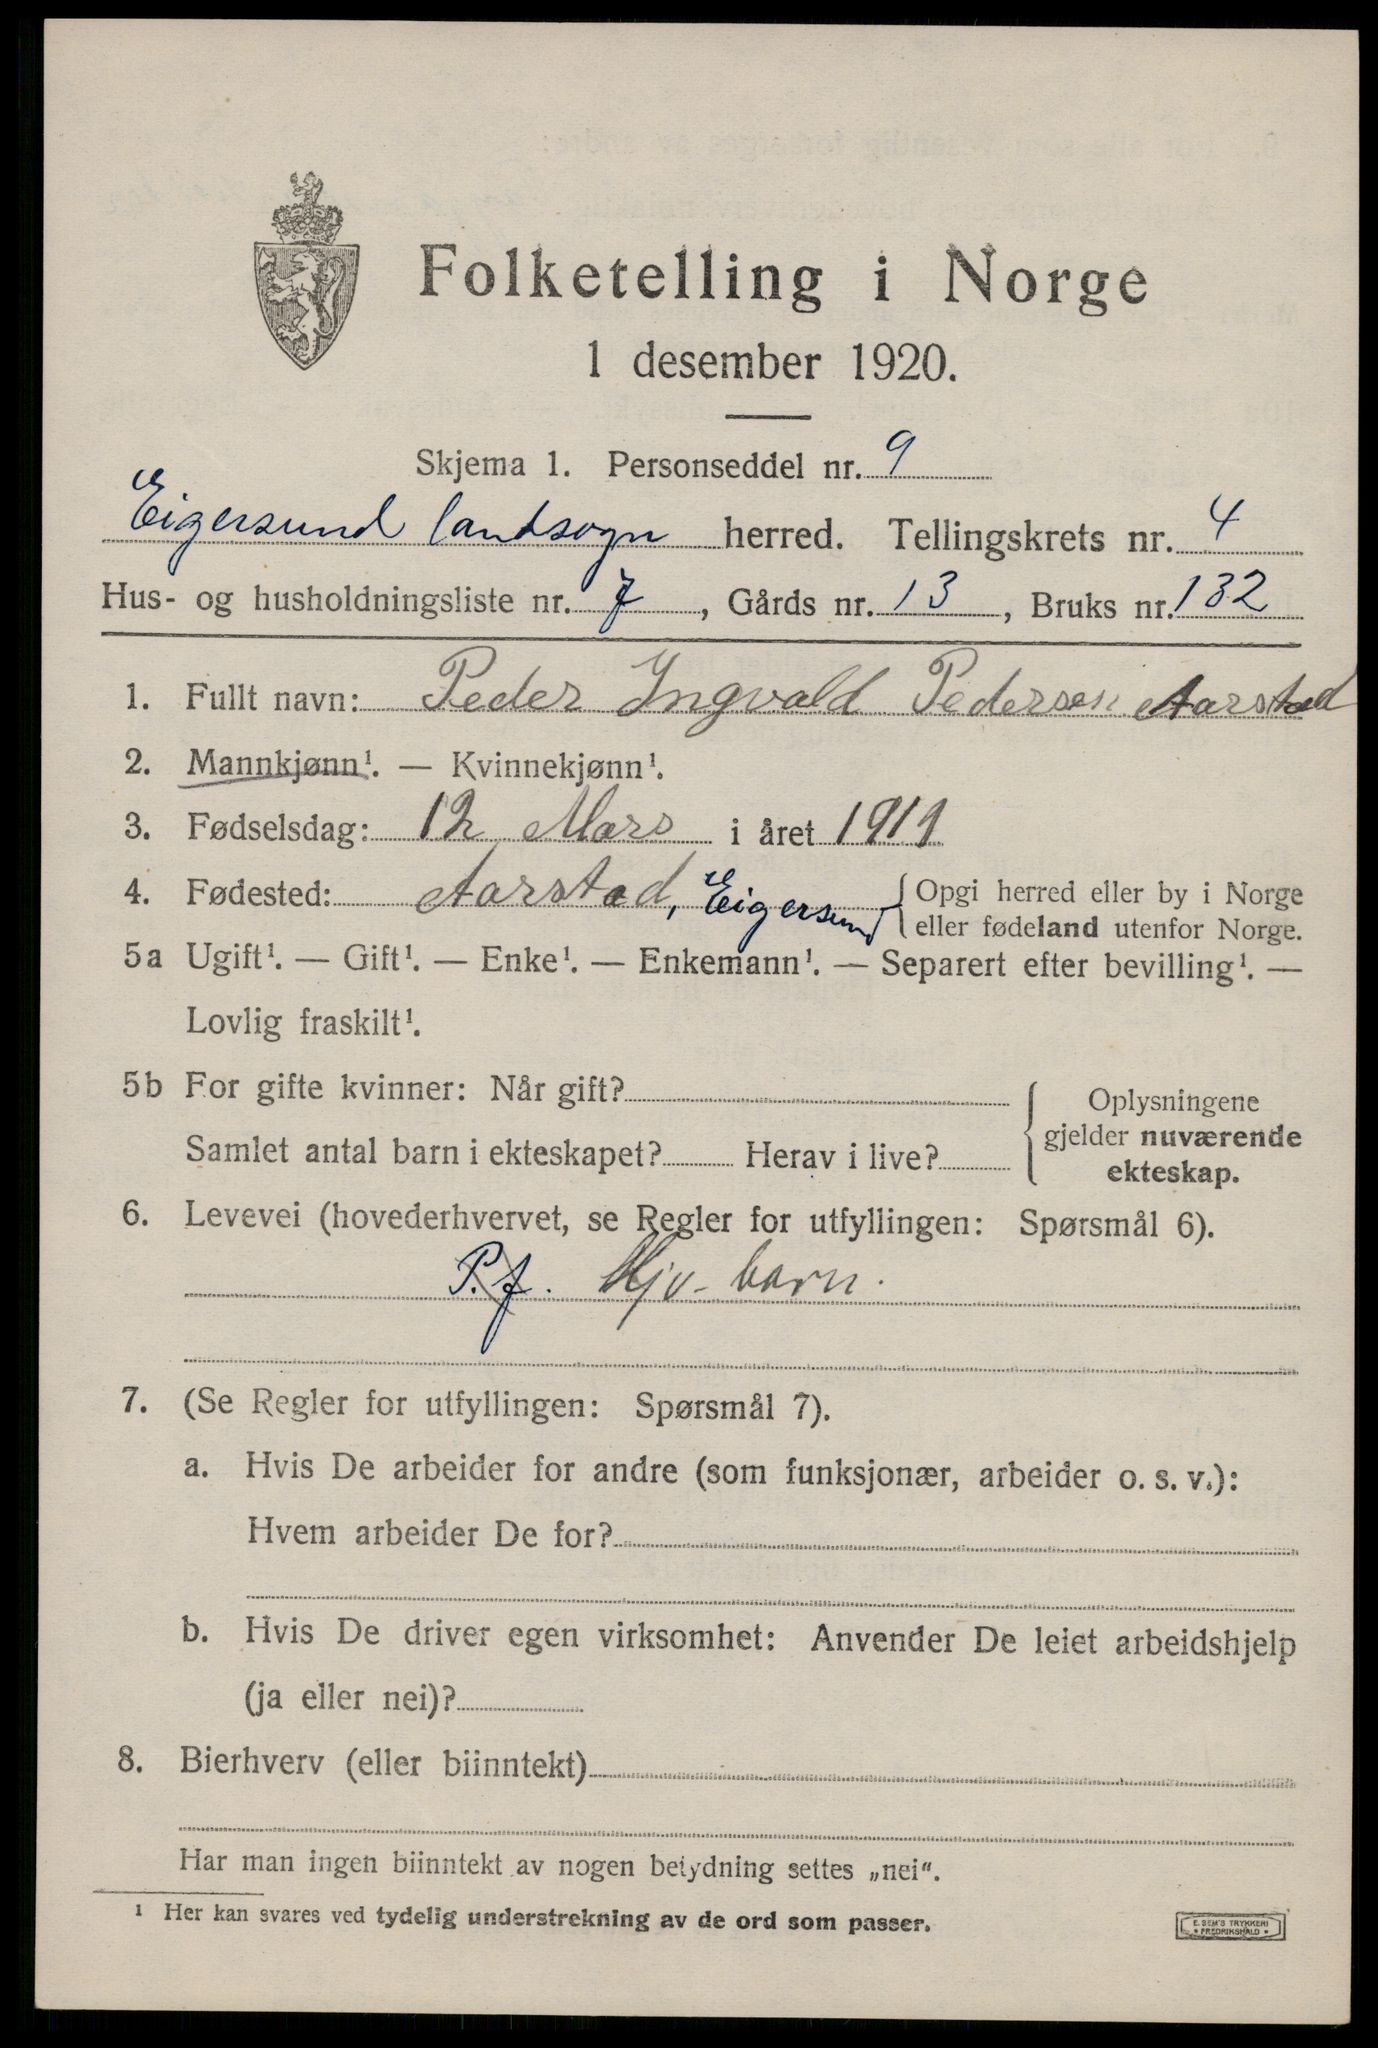 Folketelling i Norge
1 desember 1920.
Skjema 1. Personseddel nr. 9
Eigersund landsogn herred. Tellingskrets nr. 4
Hus- og husholdningsliste nr. 7, Gårds nr. 13, Bruks nr. 132
1. Fullt navn: Peder Ingvald Pedersen Aarstad
2. Mannkjønn¹. — Kvinnekjønn¹.
3. Fødselsdag: 12 Mars i året 1911
4. Fødested: Aarstad, Eigersund { Opgi herred eller by i Norge
eller fødeland utenfor Norge.
5a Ugift¹. — Gift¹. — Enke¹. — Enkemann¹. — Separert efter bevilling¹. —
Lovlig fraskilt¹.
5b For gifte kvinner: Når gift?
Samlet antal barn i ekteskapet? Herav i live?
Oplysningene
gjelder nuværende
ekteskap.
6. Levevei (hovederhvervet, se Regler for utfyllingen: Spørsmål 6).
P.f. Hjv. barn.
7. (Se Regler for utfyllingen: Spørsmål 7).
a. Hvis De arbeider for andre (som funksjonær, arbeider o. s. v.):
Hvem arbeider De for?
b. Hvis De driver egen virksomhet: Anvender De leiet arbeidshjelp
(ja eller nei)?
8. Bierhverv (eller biinntekt)
Har man ingen biinntekt av nogen betydning settes „nei“.
1 Her kan svares ved tydelig understrekning av de ord som passer.
E. SEM'S TRYKKERI
* FREDRIKSHALD *